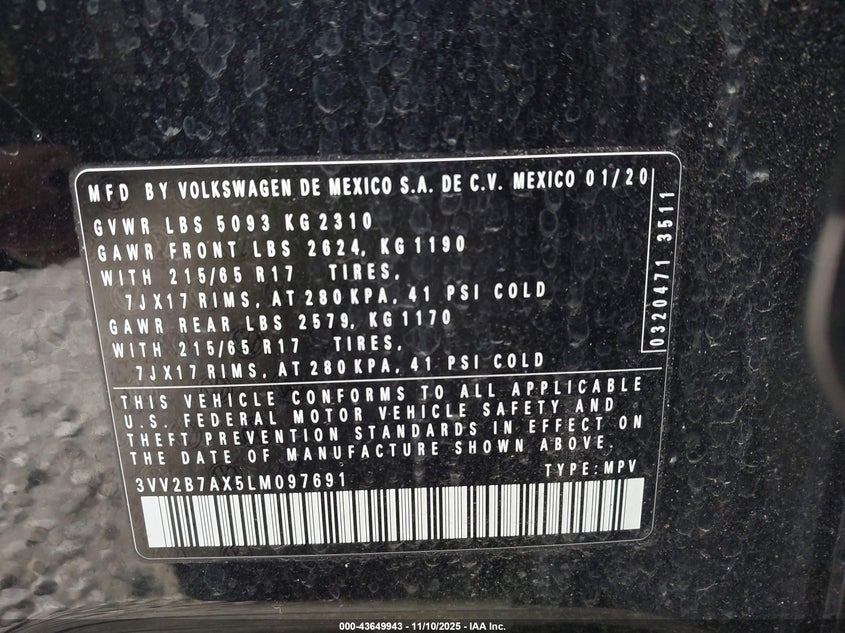 MFD BY VOLKSWAGEN DE MEXICO S.A. DE C.V. MEXICO 01/20
GVWR LBS 5093 KG 2310
GAWR FRONT LBS 2624, KG 1190
WITH 215/65 R17 TIRES,
7JX17 RIMS, AT 280 KPA, 41 PSI COLD
GAWR REAR LBS 2579, KG 1170
WITH 215/65 R17 TIRES,
7JX17 RIMS, AT 280 KPA, 41 PSI COLD
0320471 3511
THIS VEHICLE CONFORMS TO ALL APPLICABLE
U.S. FEDERAL MOTOR VEHICLE SAFETY AND
THEFT PREVENTION STANDARDS IN EFFECT ON
THE DATE OF MANUFACTURE SHOWN ABOVE.
3VV2B7AX5LM097691 TYPE: MPV
000-43649943 - 11/10/2025 - IAA Inc.